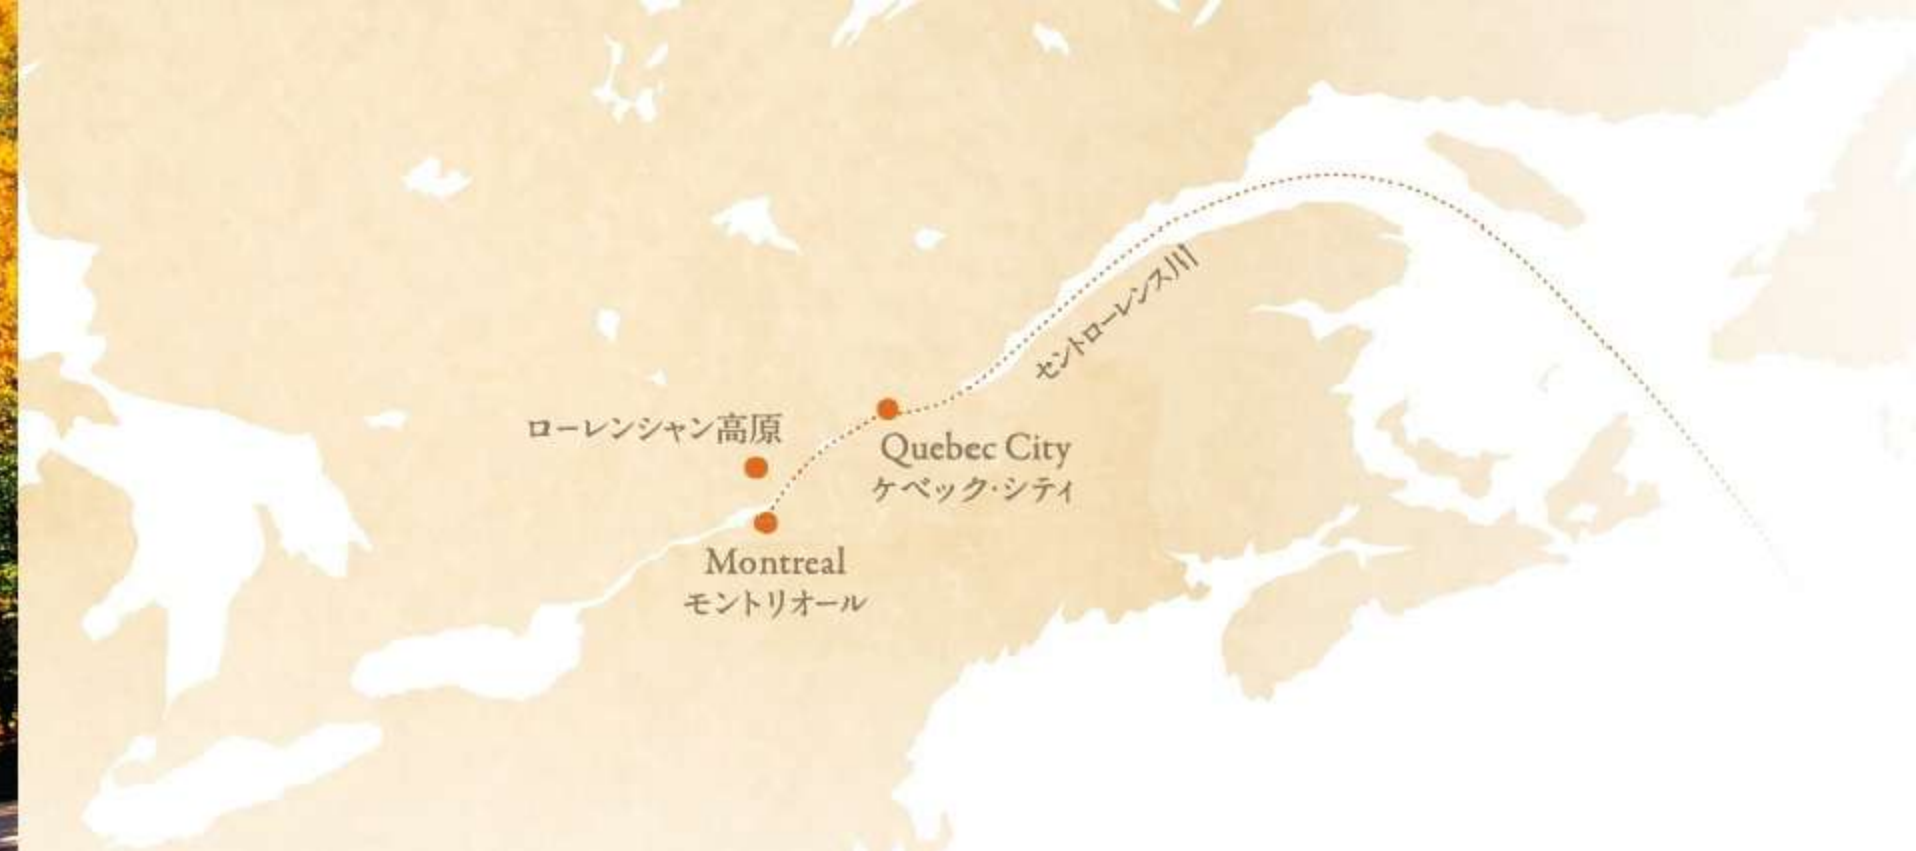 セントローレンス川
ローレンシャン高原
Quebec City
ケベック・シティ
Montreal
モントリオール